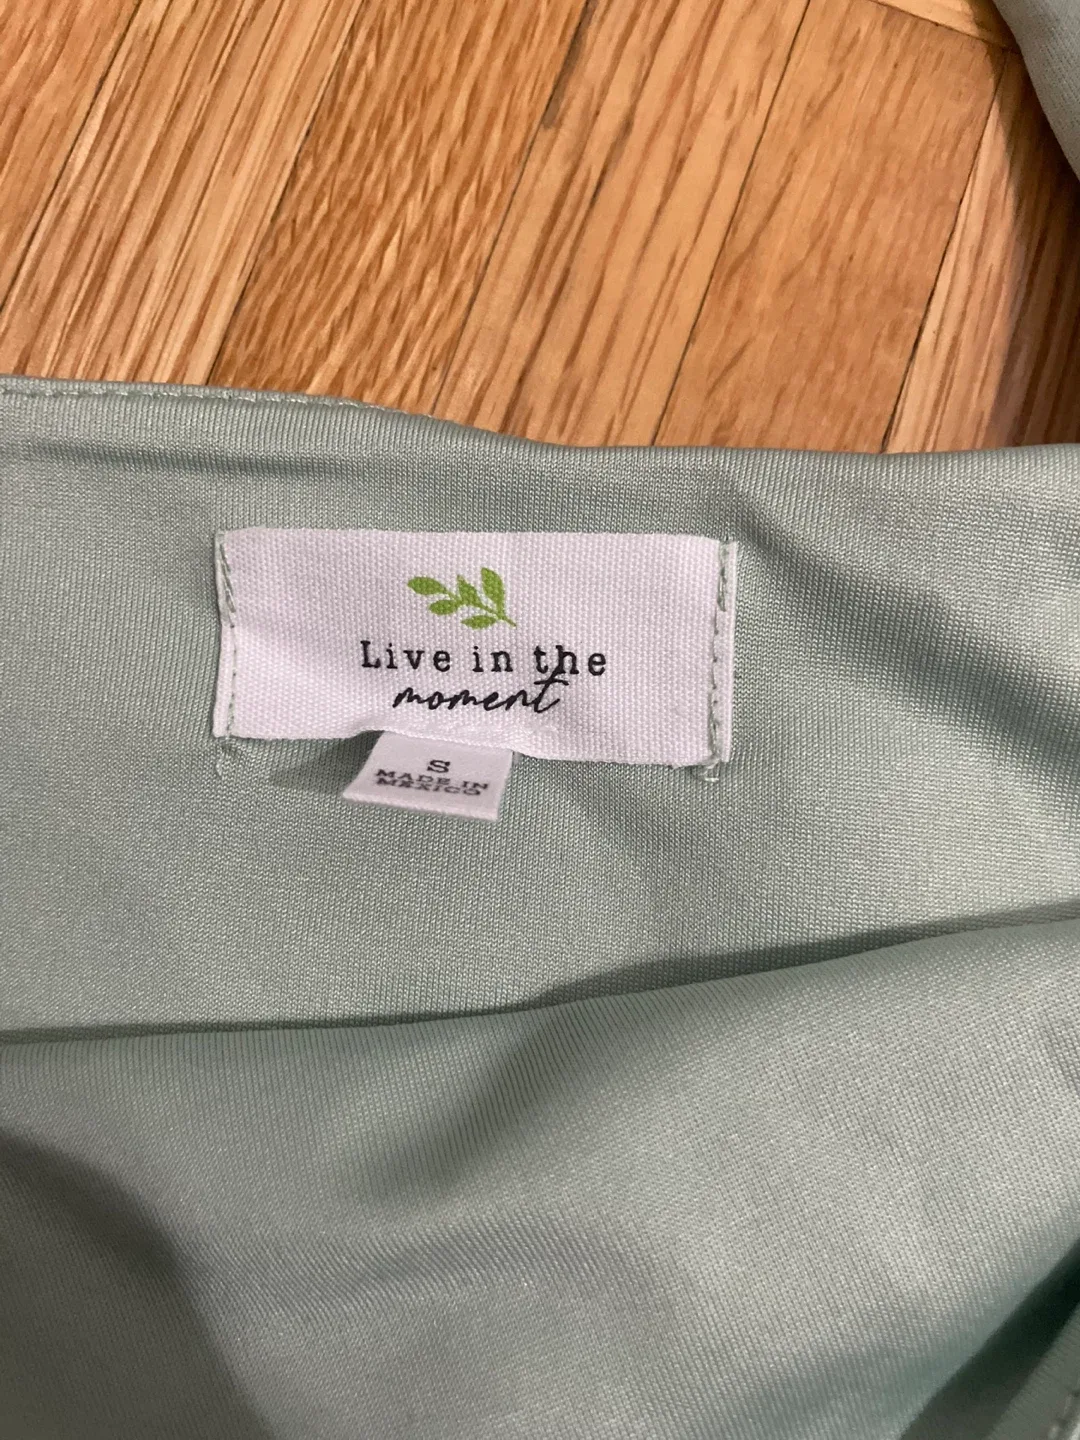 Live in the
moment
S
MADE IN
MEXICO